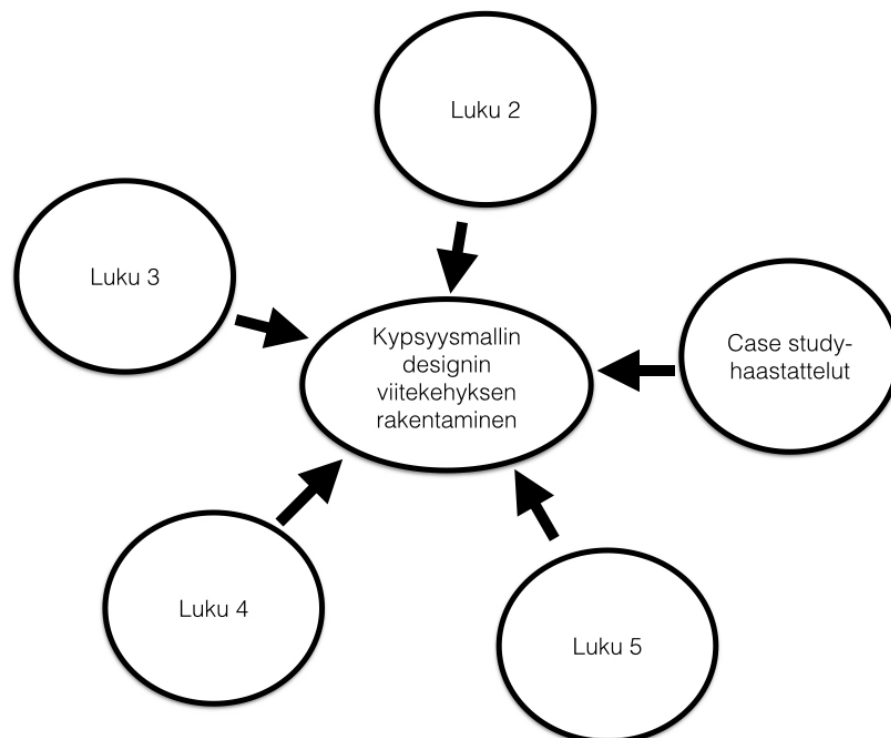 Luku 2
Luku 3
Kypsyysmallin
designin
viitekehyksen
rakentaminen
Case study-
haastattelut
Luku 4
Luku 5